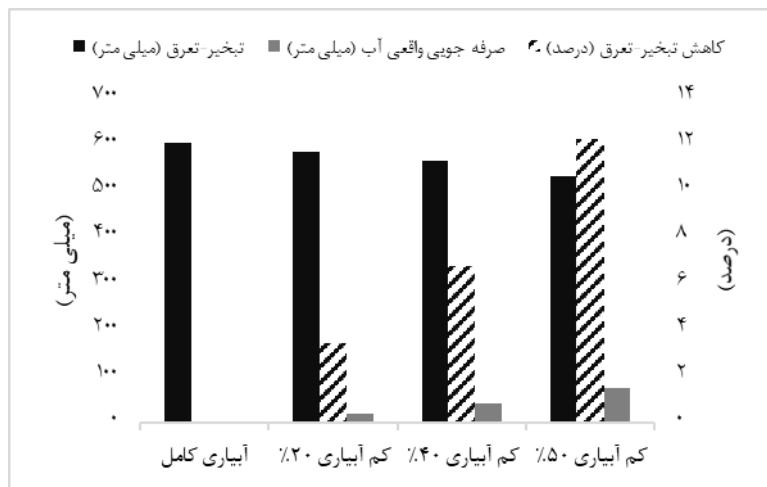 تبخیر-تعرق (میلی متر) صرفه جویی واقعی آب (میلی متر) کاهش تبخیر-تعرق (درصد)
۷۰۰
۶۰۰
۵۰۰
۴۰۰
۳۰۰
۲۰۰
۱۰۰
۰
(میلی متر)
۱۴
۱۲
۱۰
۸
۶
۴
۲
۰
(درصد)
آبیاری کامل
کم آبیاری ۲۰٪
کم آبیاری ۴۰٪
کم آبیاری ۵۰٪